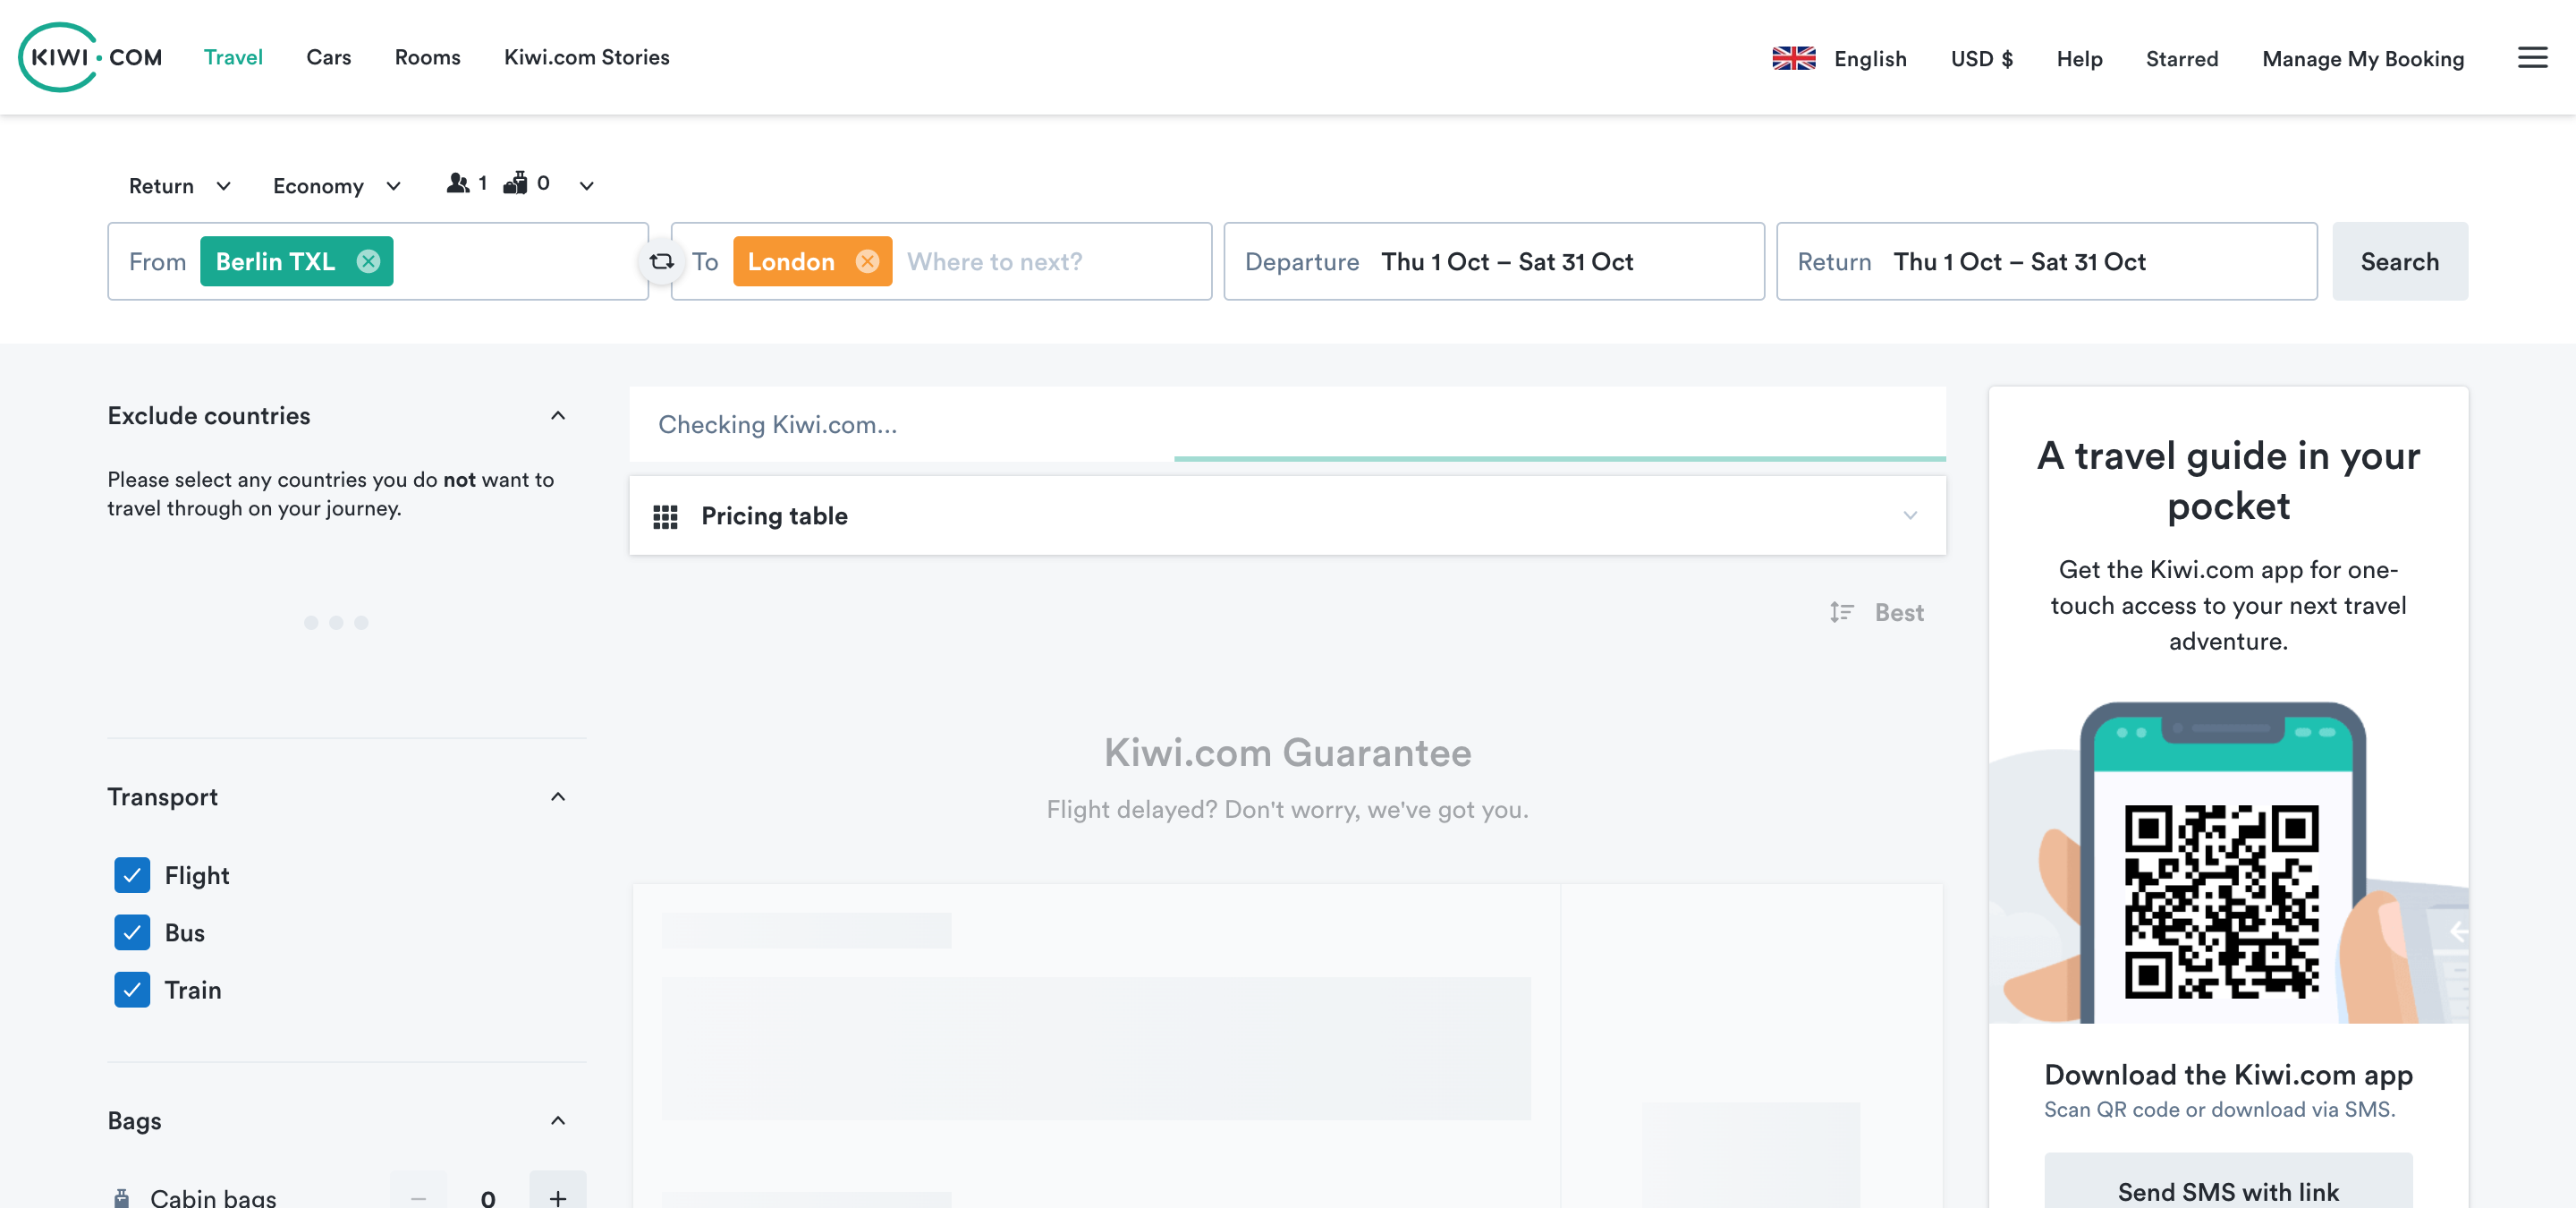 KIWI.COM
Travel
Cars
Rooms
Kiwi.com Stories
English
USD $
Help
Starred
Manage My Booking
Return
Economy
1
0
From
Berlin TXL
To
London
Where to next?
Departure
Thu 1 Oct – Sat 31 Oct
Return
Thu 1 Oct – Sat 31 Oct
Search
Exclude countries
Please select any countries you do not want to
travel through on your journey.
Transport
Flight
Bus
Train
Bags
Cabin bags
0
Checking Kiwi.com...
Pricing table
Best
Kiwi.com Guarantee
Flight delayed? Don't worry, we've got you.
A travel guide in your
pocket
Get the Kiwi.com app for one-
touch access to your next travel
adventure.
Download the Kiwi.com app
Scan QR code or download via SMS.
Send SMS with link